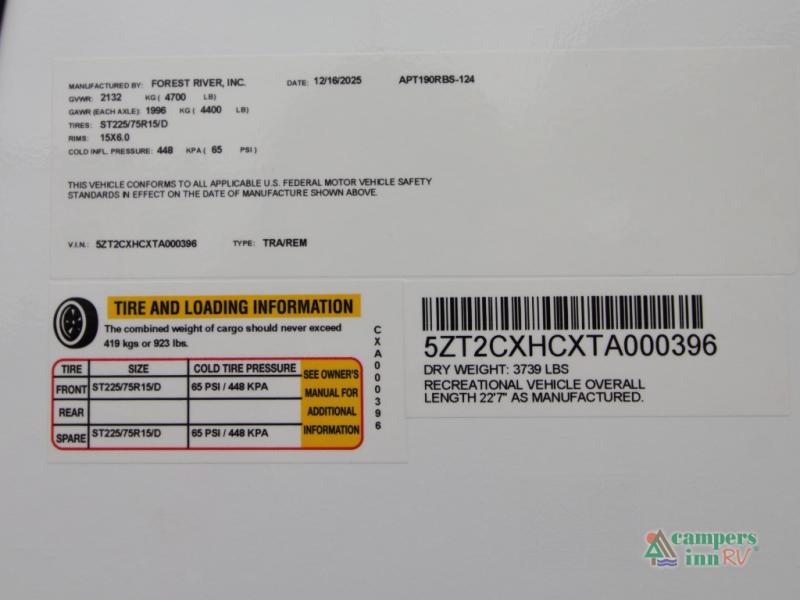 MANUFACTURED BY: FOREST RIVER, INC. DATE: 12/16/2025 APT190RBS-124
GVWR: 2132 KG ( 4700 LB)
GAWR (EACH AXLE): 1996 KG ( 4400 LB)
TIRES: ST225/75R15/D
RIMS: 15X6.0
COLD INFL. PRESSURE: 448 KPA ( 65 PSI )
THIS VEHICLE CONFORMS TO ALL APPLICABLE U.S. FEDERAL MOTOR VEHICLE SAFETY
STANDARDS IN EFFECT ON THE DATE OF MANUFACTURE SHOWN ABOVE.
V.I.N.: 5ZT2CXHCXTA000396 TYPE: TRA/REM
TIRE AND LOADING INFORMATION
The combined weight of cargo should never exceed
419 kgs or 923 lbs.
TIRE SIZE COLD TIRE PRESSURE
FRONT ST225/75R15/D 65 PSI / 448 KPA
REAR
SPARE ST225/75R15/D 65 PSI / 448 KPA
SEE OWNER'S
MANUAL FOR
ADDITIONAL
INFORMATION
CXA000396
5ZT2CXHCXTA000396
DRY WEIGHT: 3739 LBS
RECREATIONAL VEHICLE OVERALL
LENGTH 22'7" AS MANUFACTURED.
campers
inn RV